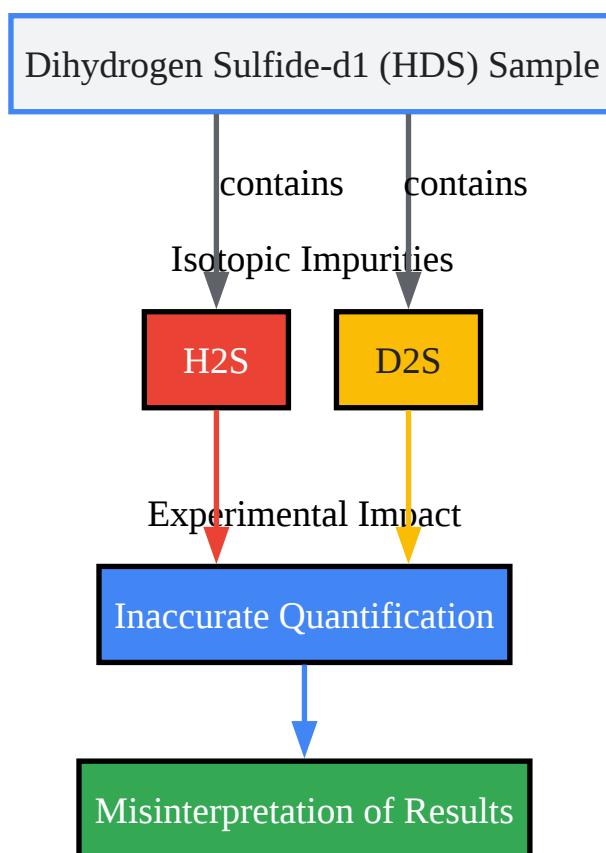 Dihydrogen Sulfide-d1 (HDS) Sample
contains contains
Isotopic Impurities
H2S D2S
Experimental Impact
Inaccurate Quantification
Misinterpretation of Results